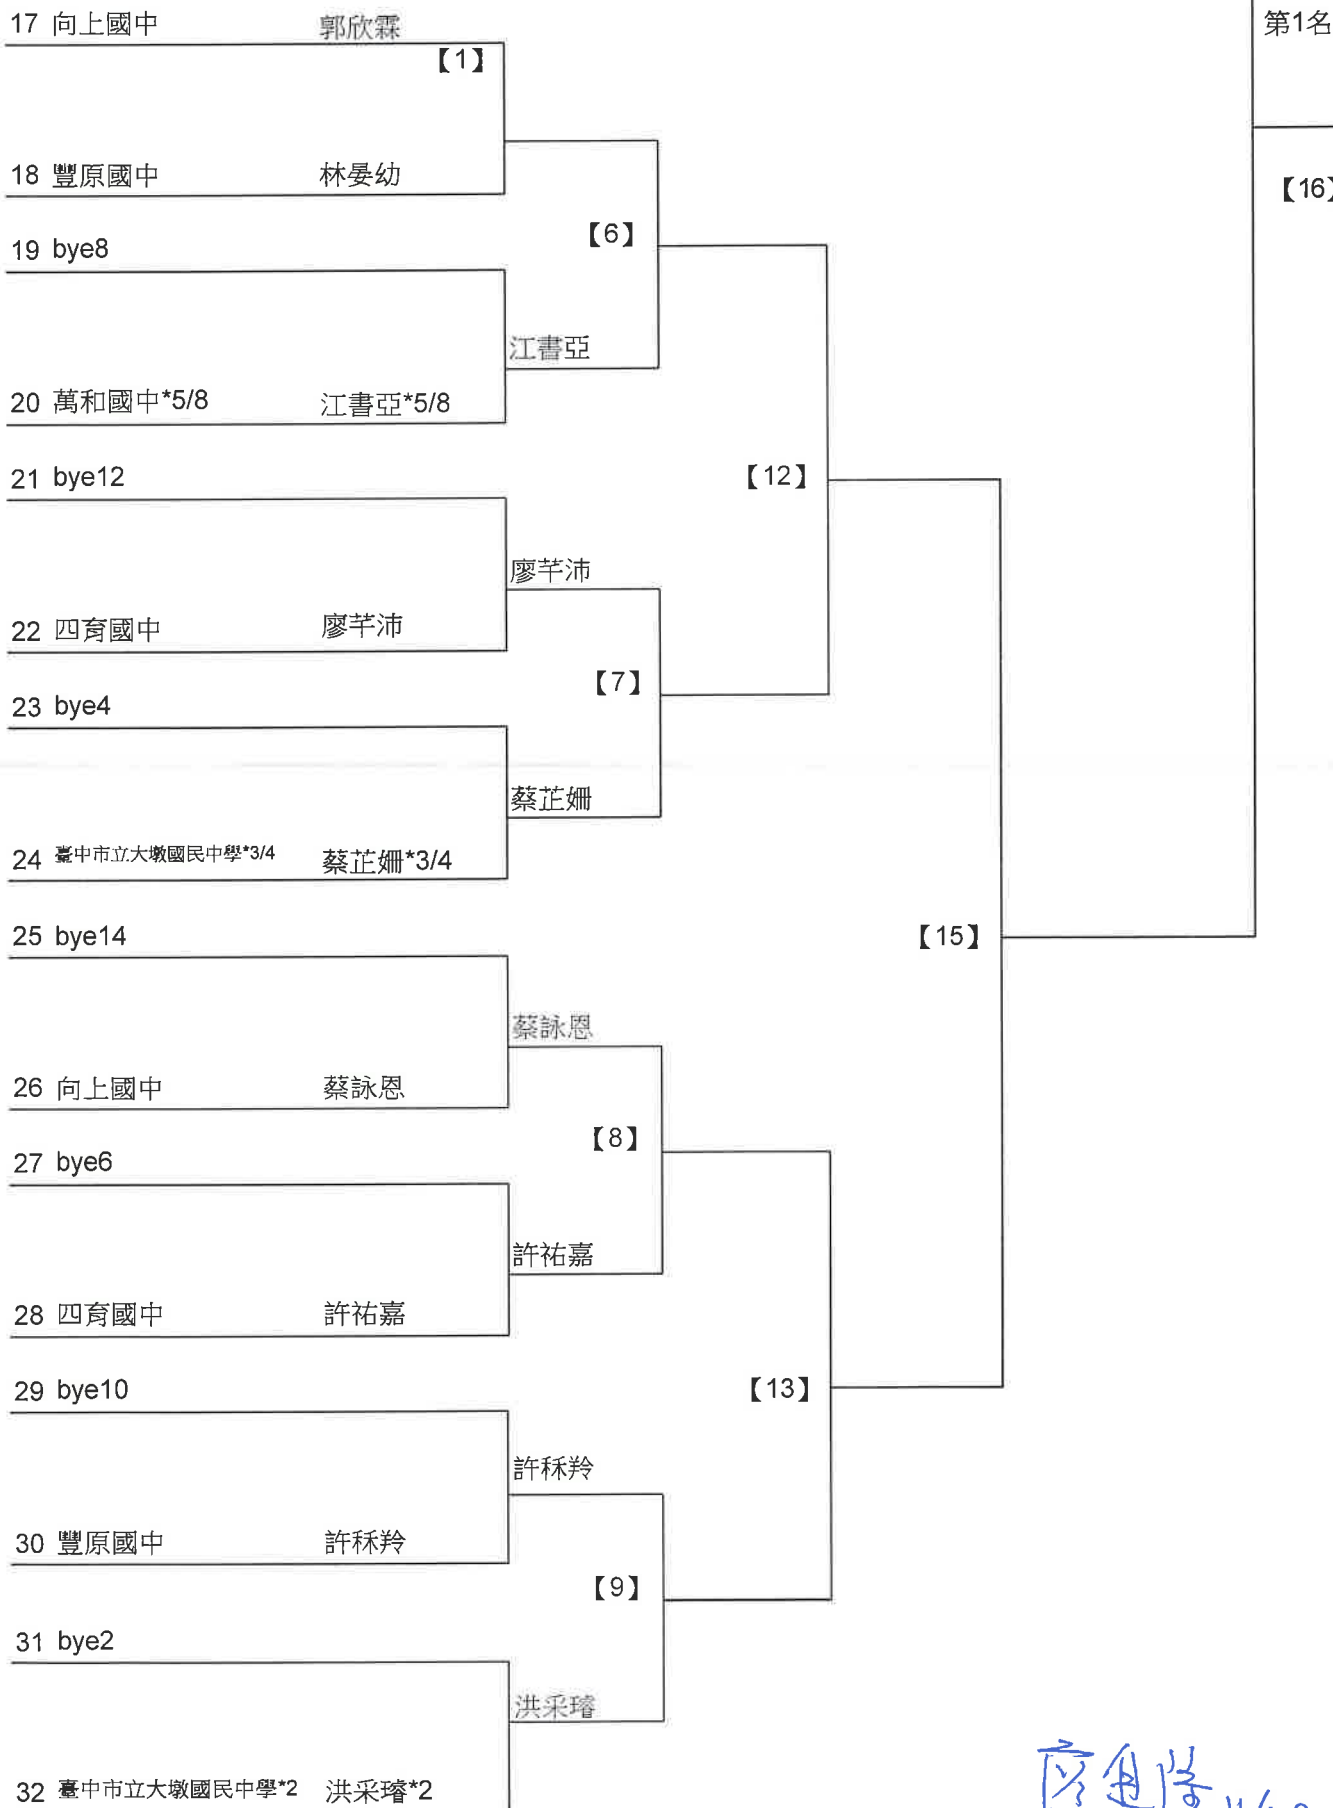 17 向上國中 郭欣霖
第1名
【1】
18 豐原國中 林晏幼
【16】
【6】
19 bye8
江書亞
20 萬和國中*5/8 江書亞*5/8
21 bye12
【12】
廖芊沛
22 四育國中 廖芊沛
【7】
23 bye4
蔡芷姍
24 臺中市立大墩國民中學*3/4 蔡芷姍*3/4
25 bye14
【15】
蔡詠恩
26 向上國中 蔡詠恩
【8】
27 bye6
許祐嘉
28 四育國中 許祐嘉
29 bye10
【13】
許秝羚
30 豐原國中 許秝羚
【9】
31 bye2
洪采璿
32 臺中市立大墩國民中學*2 洪采璿*2